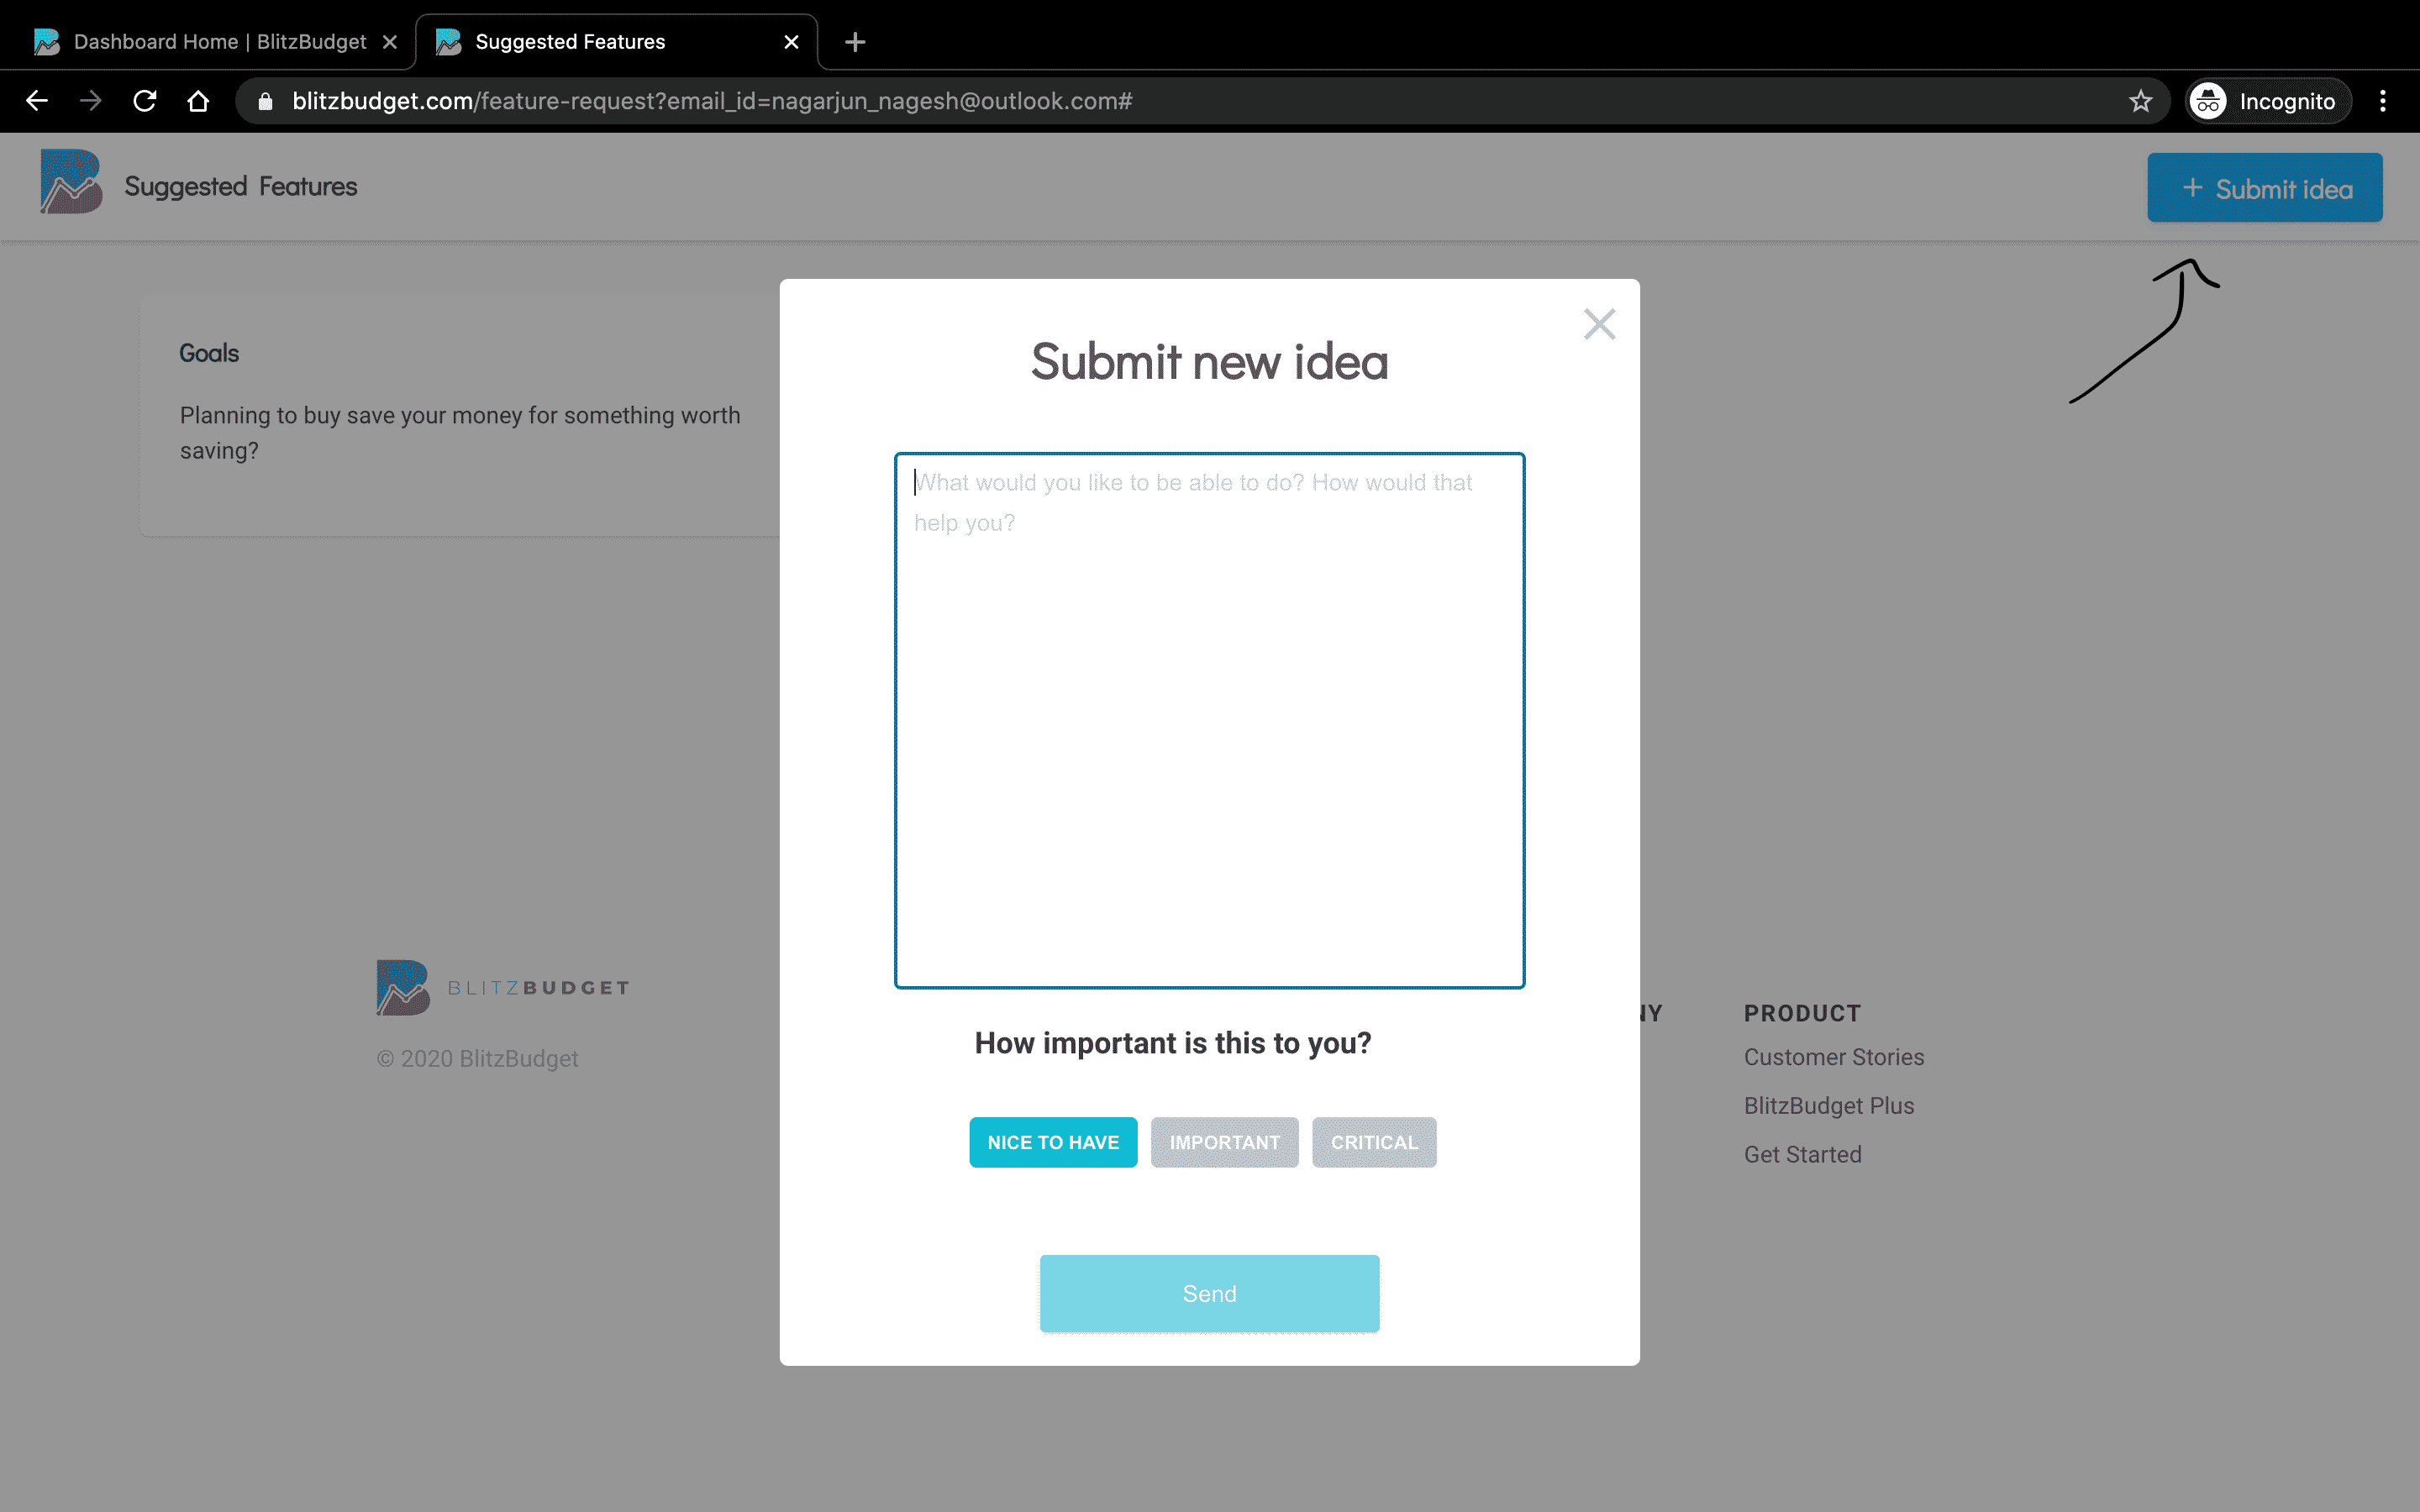 Dashboard Home | BlitzBudget
Suggested Features
blitzbudget.com/feature-request?email_id=nagarjun_nagesh@outlook.com#
Incognito
Suggested Features
+ Submit idea
Goals
Planning to buy save your money for something worth
saving?
Submit new idea
What would you like to be able to do? How would that
help you?
How important is this to you?
NICE TO HAVE
IMPORTANT
CRITICAL
Send
BLITZBUDGET
© 2020 BlitzBudget
NY
PRODUCT
Customer Stories
BlitzBudget Plus
Get Started